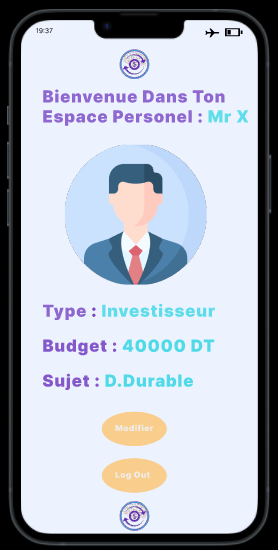 19:37
Bienvenue Dans Ton
Espace Personel : Mr X
Type : Investisseur
Budget : 40000 DT
Sujet : D.Durable
Modifier
Log Out